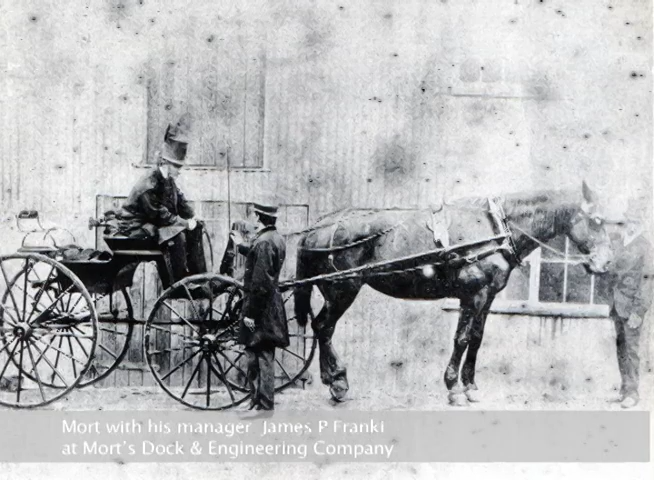 Mort with his manager James P Franki
at Mort's Dock & Engineering Company